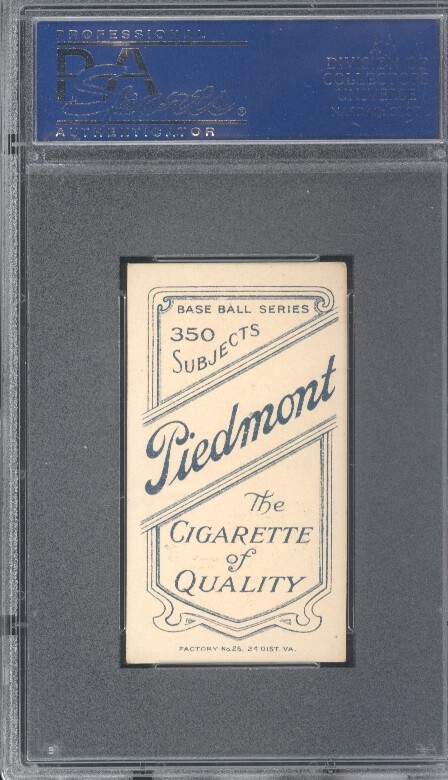 PROFESSIONAL
PSA
Sports
®
AUTHENTICATOR
A
DIVISION OF
COLLECTORS
UNIVERSE
BASE BALL SERIES
350
SUBJECTS
Piedmont
The
CIGARETTE
of
QUALITY
FACTORY No. 25, 2d DIST. VA.